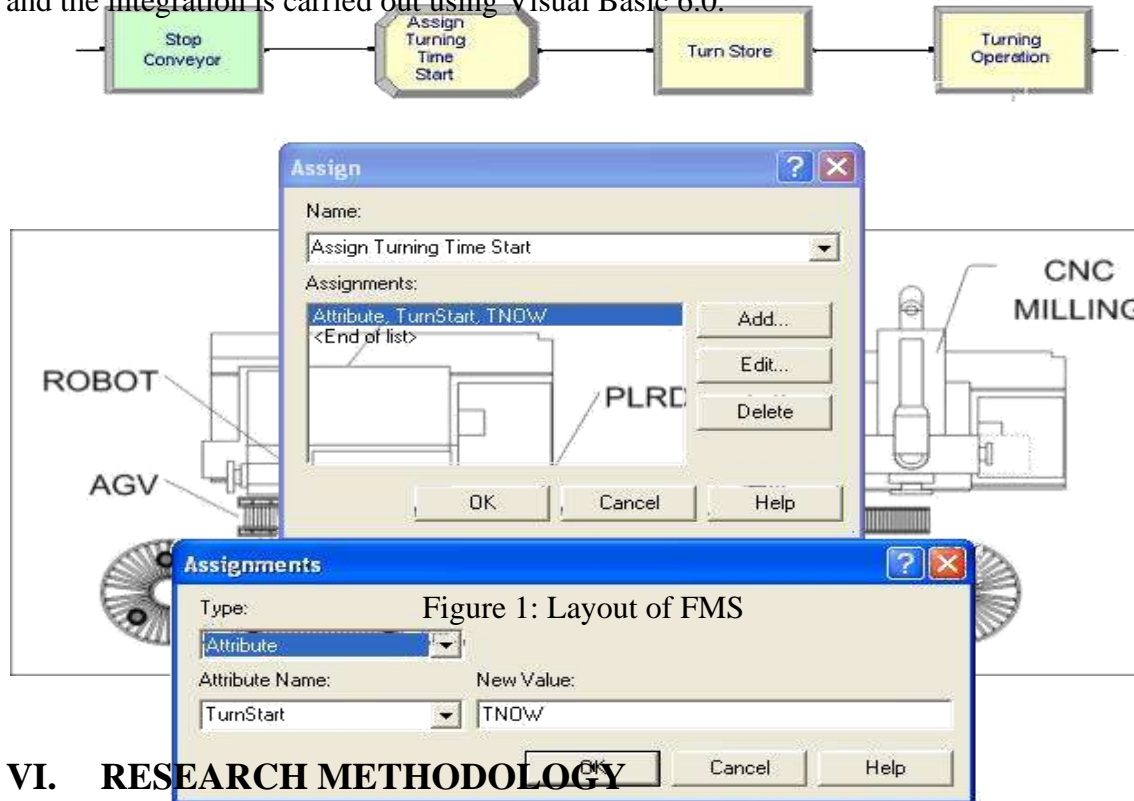 and the integration is carried out using Visual Basic 6.0.
Stop
Conveyor
Assign
Turning
Time
Start
Turn Store
Turning
Operation
Assign
Name:
Assign Turning Time Start
Assignments:
Attribute, TurnStart, TNOW
<End of list>
Add...
Edit...
Delete
OK
Cancel
Help
CNC
MILLING
ROBOT
PLRD
AGV
Assignments
Type:
Figure 1: Layout of FMS
Attribute
Attribute Name:
New Value:
TurnStart
TNOW
OK
Cancel
Help
VI. RESEARCH METHODOLOGY